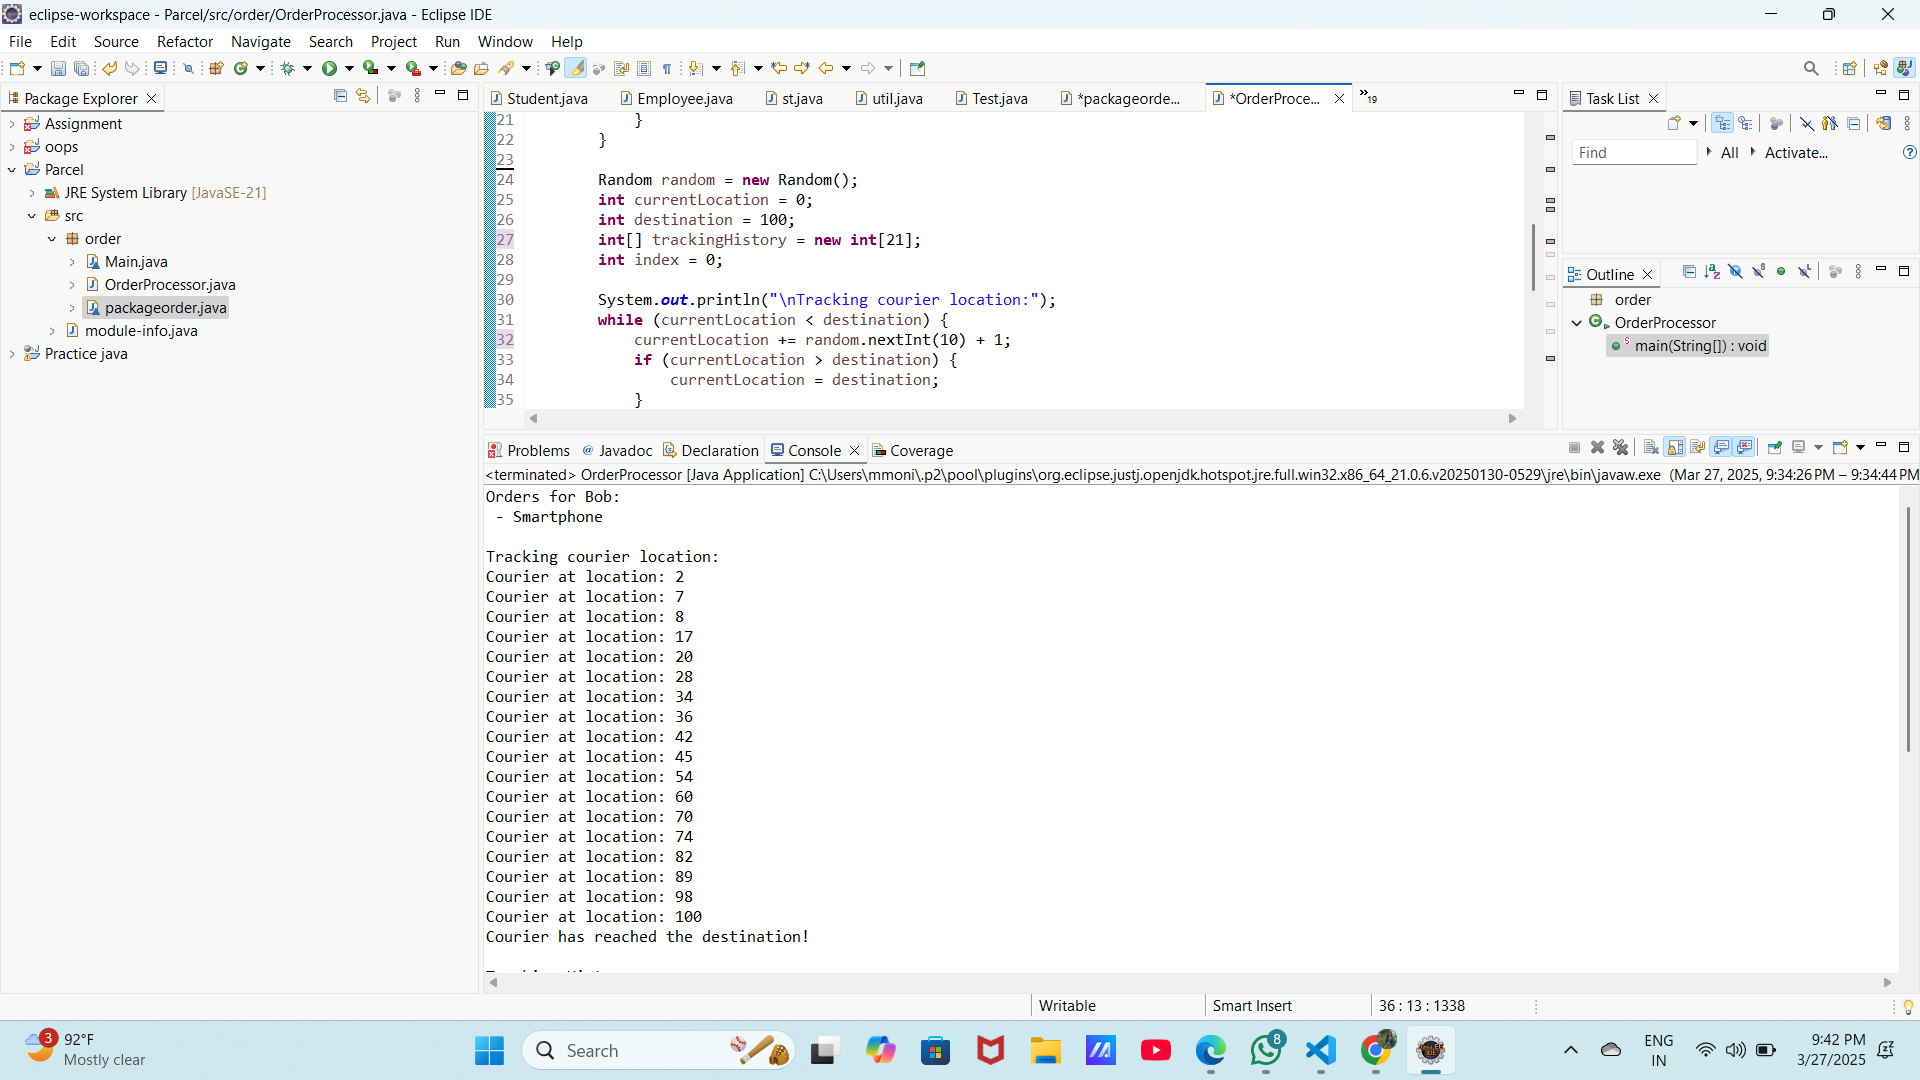 eclipse-workspace - Parcel/src/order/OrderProcessor.java - Eclipse IDE
File Edit Source Refactor Navigate Search Project Run Window Help
Package Explorer
Assignment
oops
Parcel
JRE System Library [JavaSE-21]
src
order
Main.java
OrderProcessor.java
packageorder.java
module-info.java
Practice java
Student.java Employee.java st.java util.java Test.java *packageorde... *OrderProce... »19
21 }
22 }
23
24 Random random = new Random();
25 int currentLocation = 0;
26 int destination = 100;
27 int[] trackingHistory = new int[21];
28 int index = 0;
29
30 System.out.println("\nTracking courier location:");
31 while (currentLocation < destination) {
32 currentLocation += random.nextInt(10) + 1;
33 if (currentLocation > destination) {
34 currentLocation = destination;
35 }
Task List
Find All Activate...
Outline
order
OrderProcessor
main(String[]) : void
Problems @ Javadoc Declaration Console Coverage
<terminated> OrderProcessor [Java Application] C:\Users\mmoni\.p2\pool\plugins\org.eclipse.justj.openjdk.hotspot.jre.full.win32.x86_64_21.0.6.v20250130-0529\jre\bin\javaw.exe (Mar 27, 2025, 9:34:26 PM – 9:34:44 PM
Orders for Bob:
- Smartphone
Tracking courier location:
Courier at location: 2
Courier at location: 7
Courier at location: 8
Courier at location: 17
Courier at location: 20
Courier at location: 28
Courier at location: 34
Courier at location: 36
Courier at location: 42
Courier at location: 45
Courier at location: 54
Courier at location: 60
Courier at location: 70
Courier at location: 74
Courier at location: 82
Courier at location: 89
Courier at location: 98
Courier at location: 100
Courier has reached the destination!
Writable Smart Insert 36 : 13 : 1338
3
92°F
Mostly clear
Search
8
ENG
IN
9:42 PM
3/27/2025